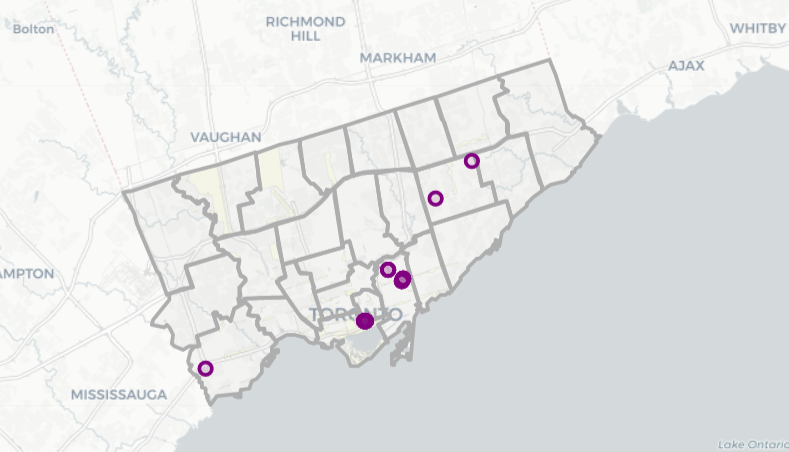 Bolton
RICHMOND
HILL
WHITBY
MARKHAM
AJAX
VAUGHAN
AMPTON
TORONTO
MISSISSAUGA
Lake Ontario